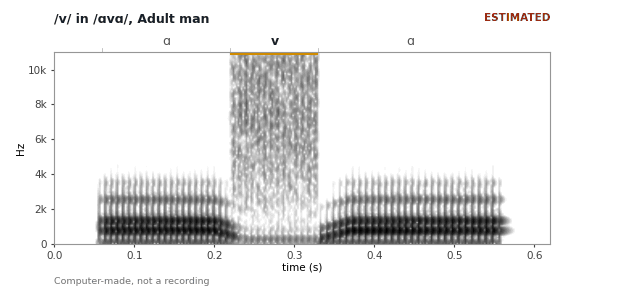 /v/ in /ɑvɑ/, Adult man
ESTIMATED
ɑ v ɑ
10k
8k
6k
4k
2k
0
Hz
0.0 0.1 0.2 0.3 0.4 0.5 0.6
time (s)
Computer-made, not a recording